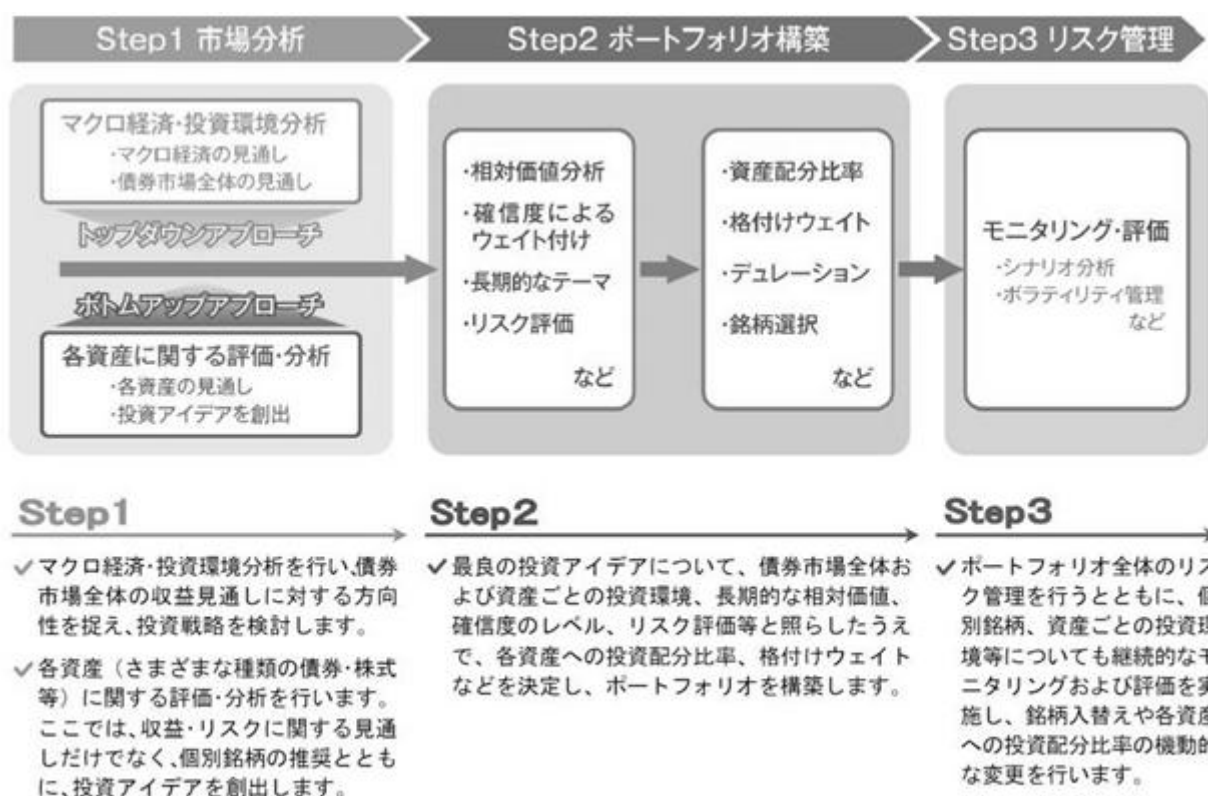 Step1 市場分析
Step2 ポートフォリオ構築
Step3 リスク管理
マクロ経済・投資環境分析
・マクロ経済の見通し
・債券市場全体の見通し
トップダウンアプローチ
ボトムアップアプローチ
各資産に関する評価・分析
・各資産の見通し
・投資アイデアを創出
・相対価値分析
・確信度による
ウェイト付け
・長期的なテーマ
・リスク評価
など
・資産配分比率
・格付けウェイト
・デュレーション
・銘柄選択
など
モニタリング・評価
・シナリオ分析
・ボラティリティ管理
など
Step1
✓マクロ経済・投資環境分析を行い、債券
市場全体の収益見通しに対する方向
性を捉え、投資戦略を検討します。
✓各資産（さまざまな種類の債券・株式
等）に関する評価・分析を行います。
ここでは、収益・リスクに関する見通
しだけでなく、個別銘柄の推奨ととも
に、投資アイデアを創出します。
Step2
✓最良の投資アイデアについて、債券市場全体お
よび資産ごとの投資環境、長期的な相対価値、
確信度のレベル、リスク評価等と照らしたうえ
で、各資産への投資配分比率、格付けウェイト
などを決定し、ポートフォリオを構築します。
Step3
✓ポートフォリオ全体のリス
ク管理を行うとともに、個
別銘柄、資産ごとの投資環
境等についても継続的なモ
ニタリングおよび評価を実
施し、銘柄入替えや各資産
への投資配分比率の機動的
な変更を行います。